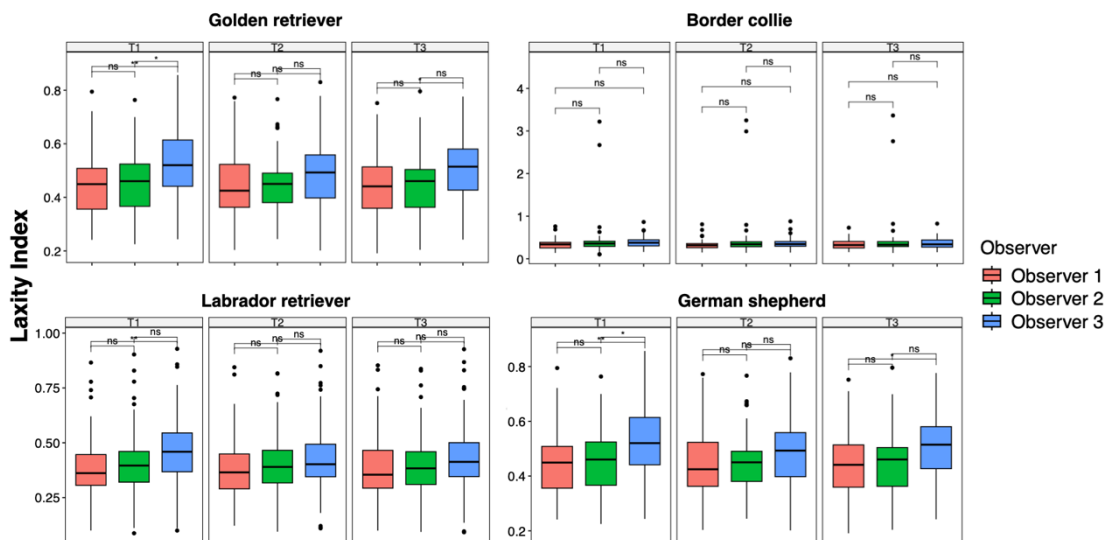 Golden retriever
Border collie
T1 T2 T3
T1 T2 T3
ns ** * ns ns ns ns * ns
ns ns ns ns ns ns ns ns ns
0.8
0.6
0.4
0.2
4
3
2
1
0
Laxity Index
Observer
Observer 1
Observer 2
Observer 3
Labrador retriever
German shepherd
T1 T2 T3
T1 T2 T3
ns ** ns ns ns ns ns ns
ns * ns ns ns * ns
1.00
0.75
0.50
0.25
0.8
0.6
0.4
0.2